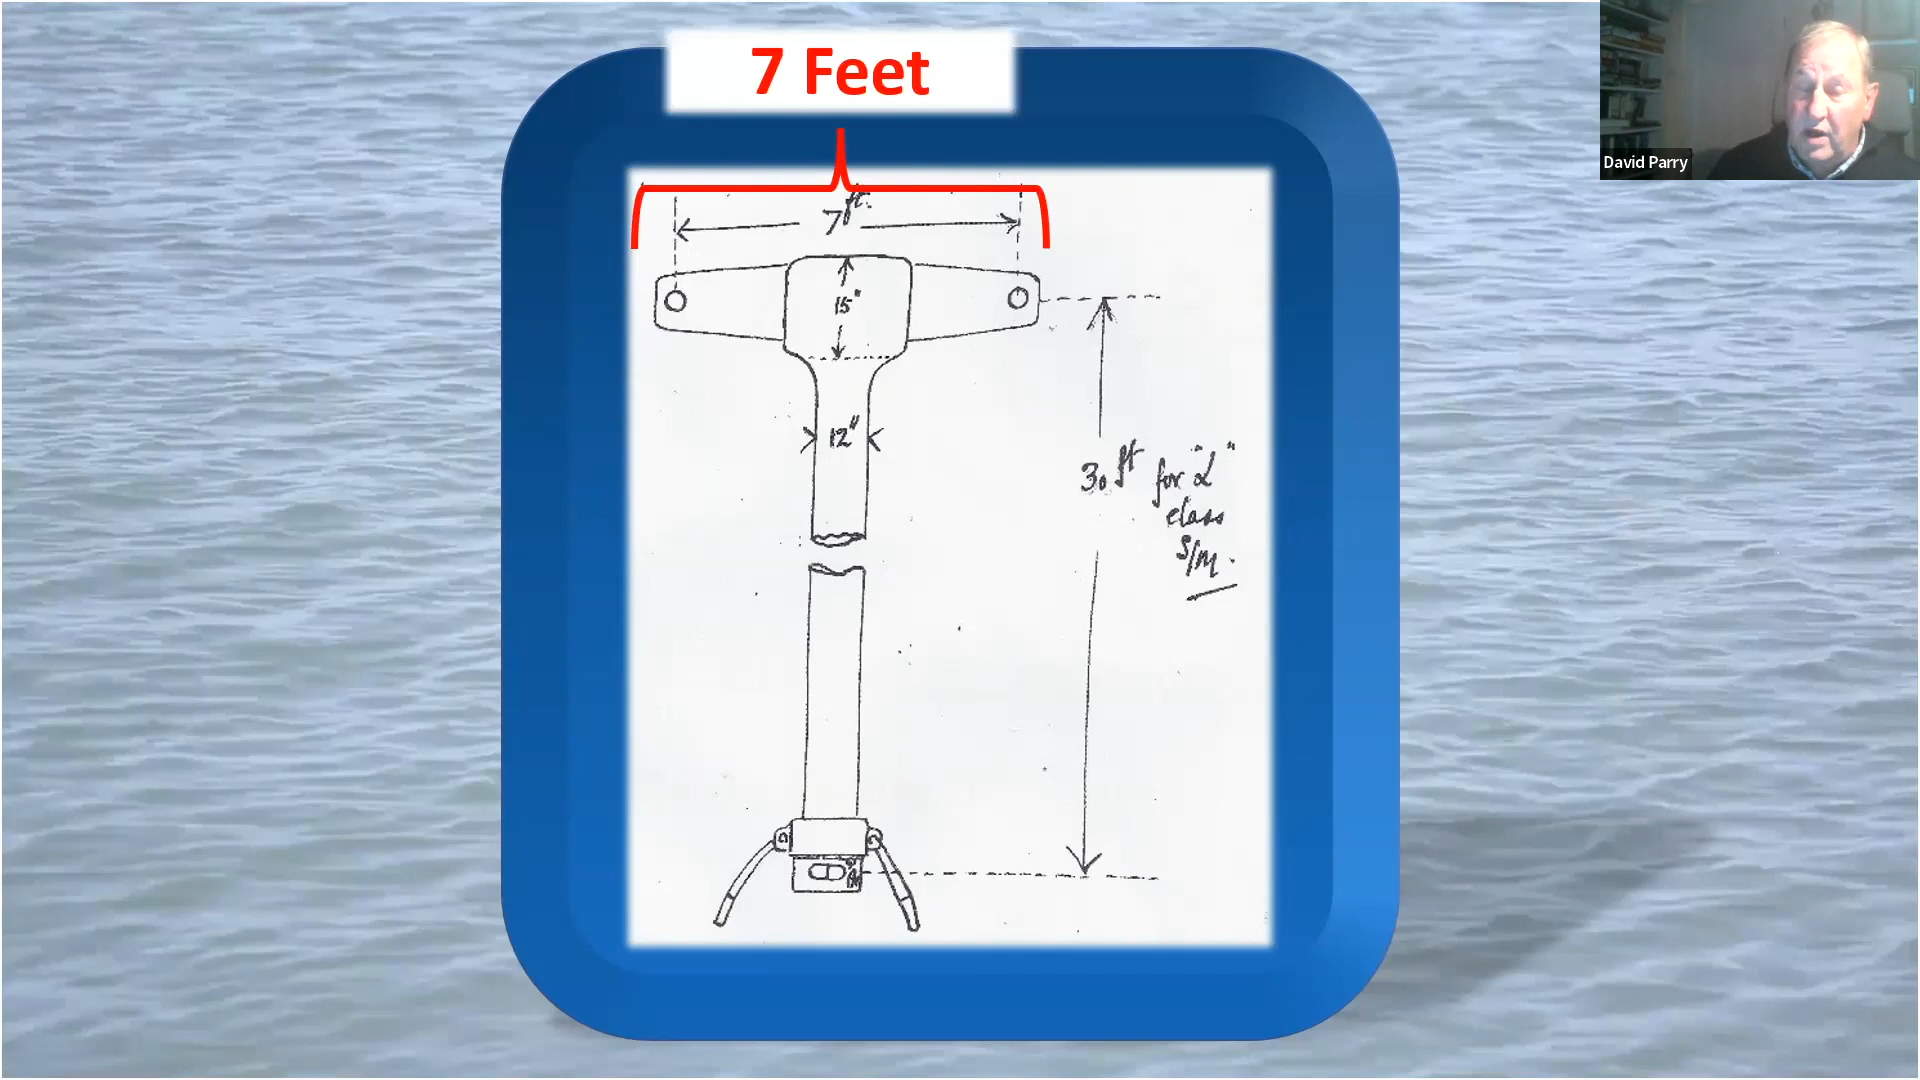 7 Feet
David Parry
7 ft.
15"
12"
30 ft for "L"
class
S/M.